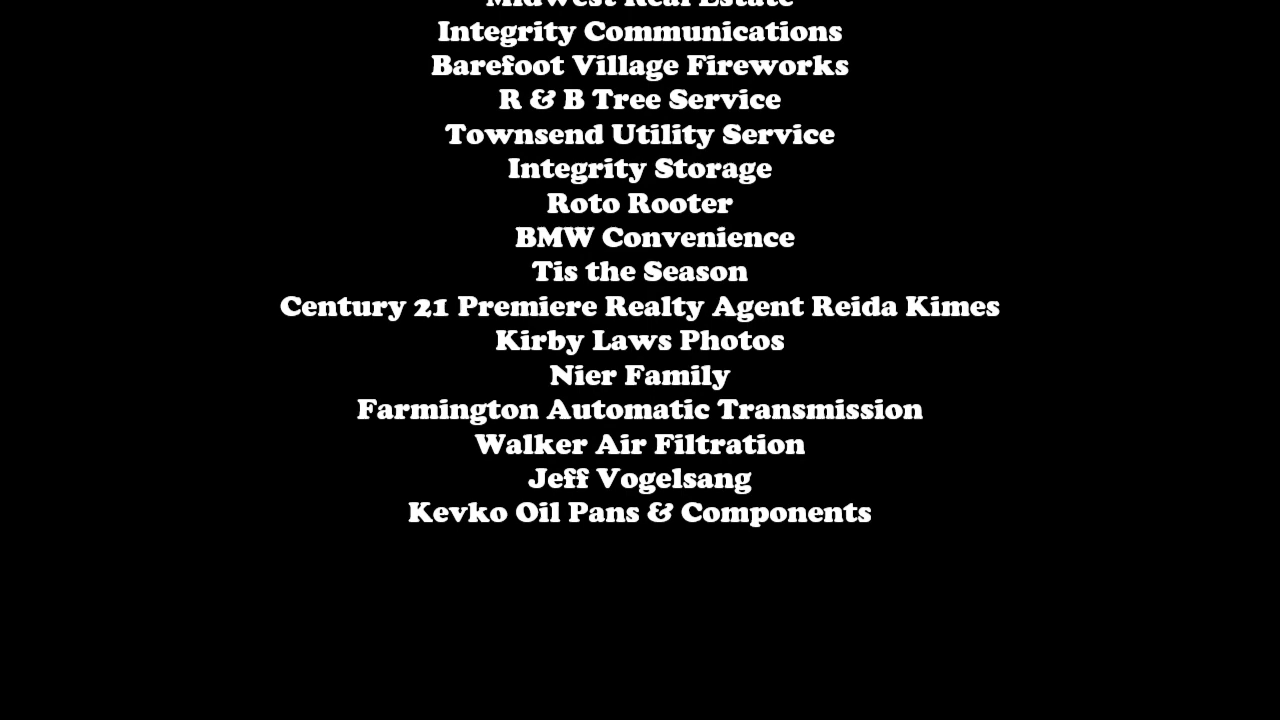 Midwest Real Estate
Integrity Communications
Barefoot Village Fireworks
R & B Tree Service
Townsend Utility Service
Integrity Storage
Roto Rooter
BMW Convenience
Tis the Season
Century 21 Premiere Realty Agent Reida Kimes
Kirby Laws Photos
Nier Family
Farmington Automatic Transmission
Walker Air Filtration
Jeff Vogelsang
Kevko Oil Pans & Components